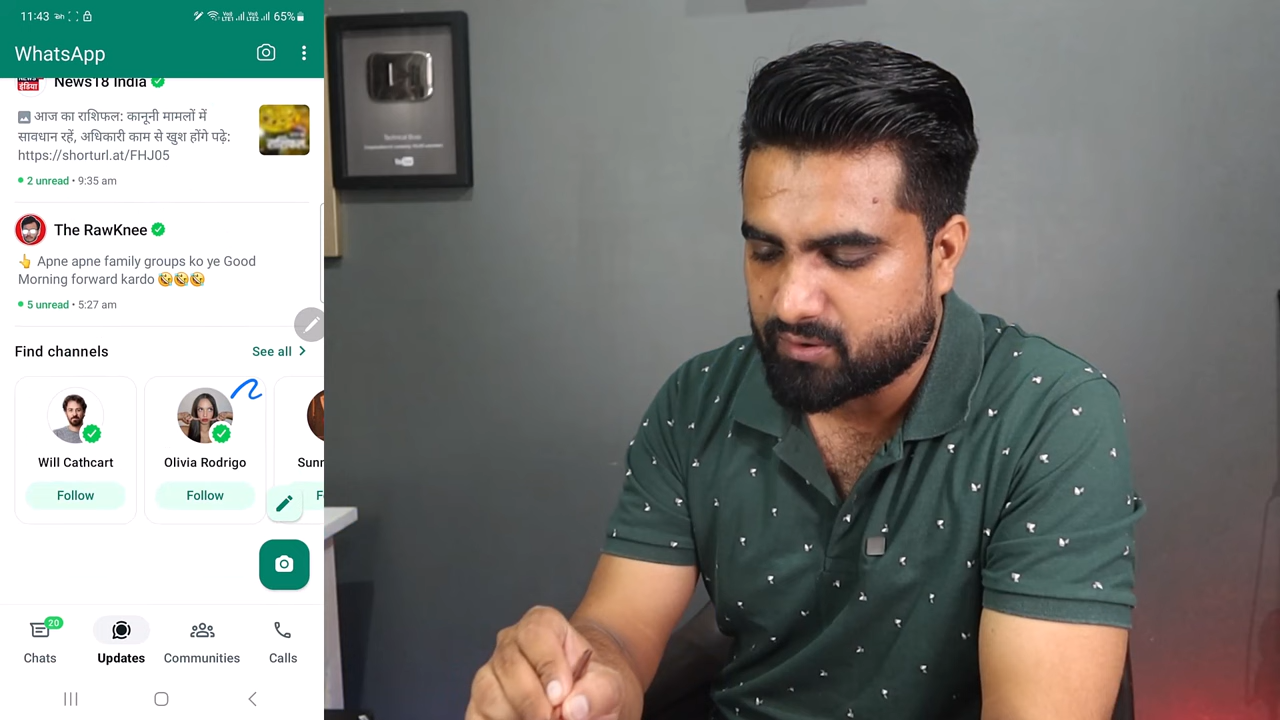 11:43
65%
WhatsApp
News18 India
आज का राशिफल: कानूनी मामलों में
सावधान रहें, अधिकारी काम से खुश होंगे पढ़े:
https://shorturl.at/FHJ05
2 unread • 9:35 am
The RawKnee
👆 Apne apne family groups ko ye Good
Morning forward kardo 🤣🤣🤣
5 unread • 5:27 am
Find channels
See all
Will Cathcart
Olivia Rodrigo
Follow
Follow
20
Chats
Updates
Communities
Calls
YouTube